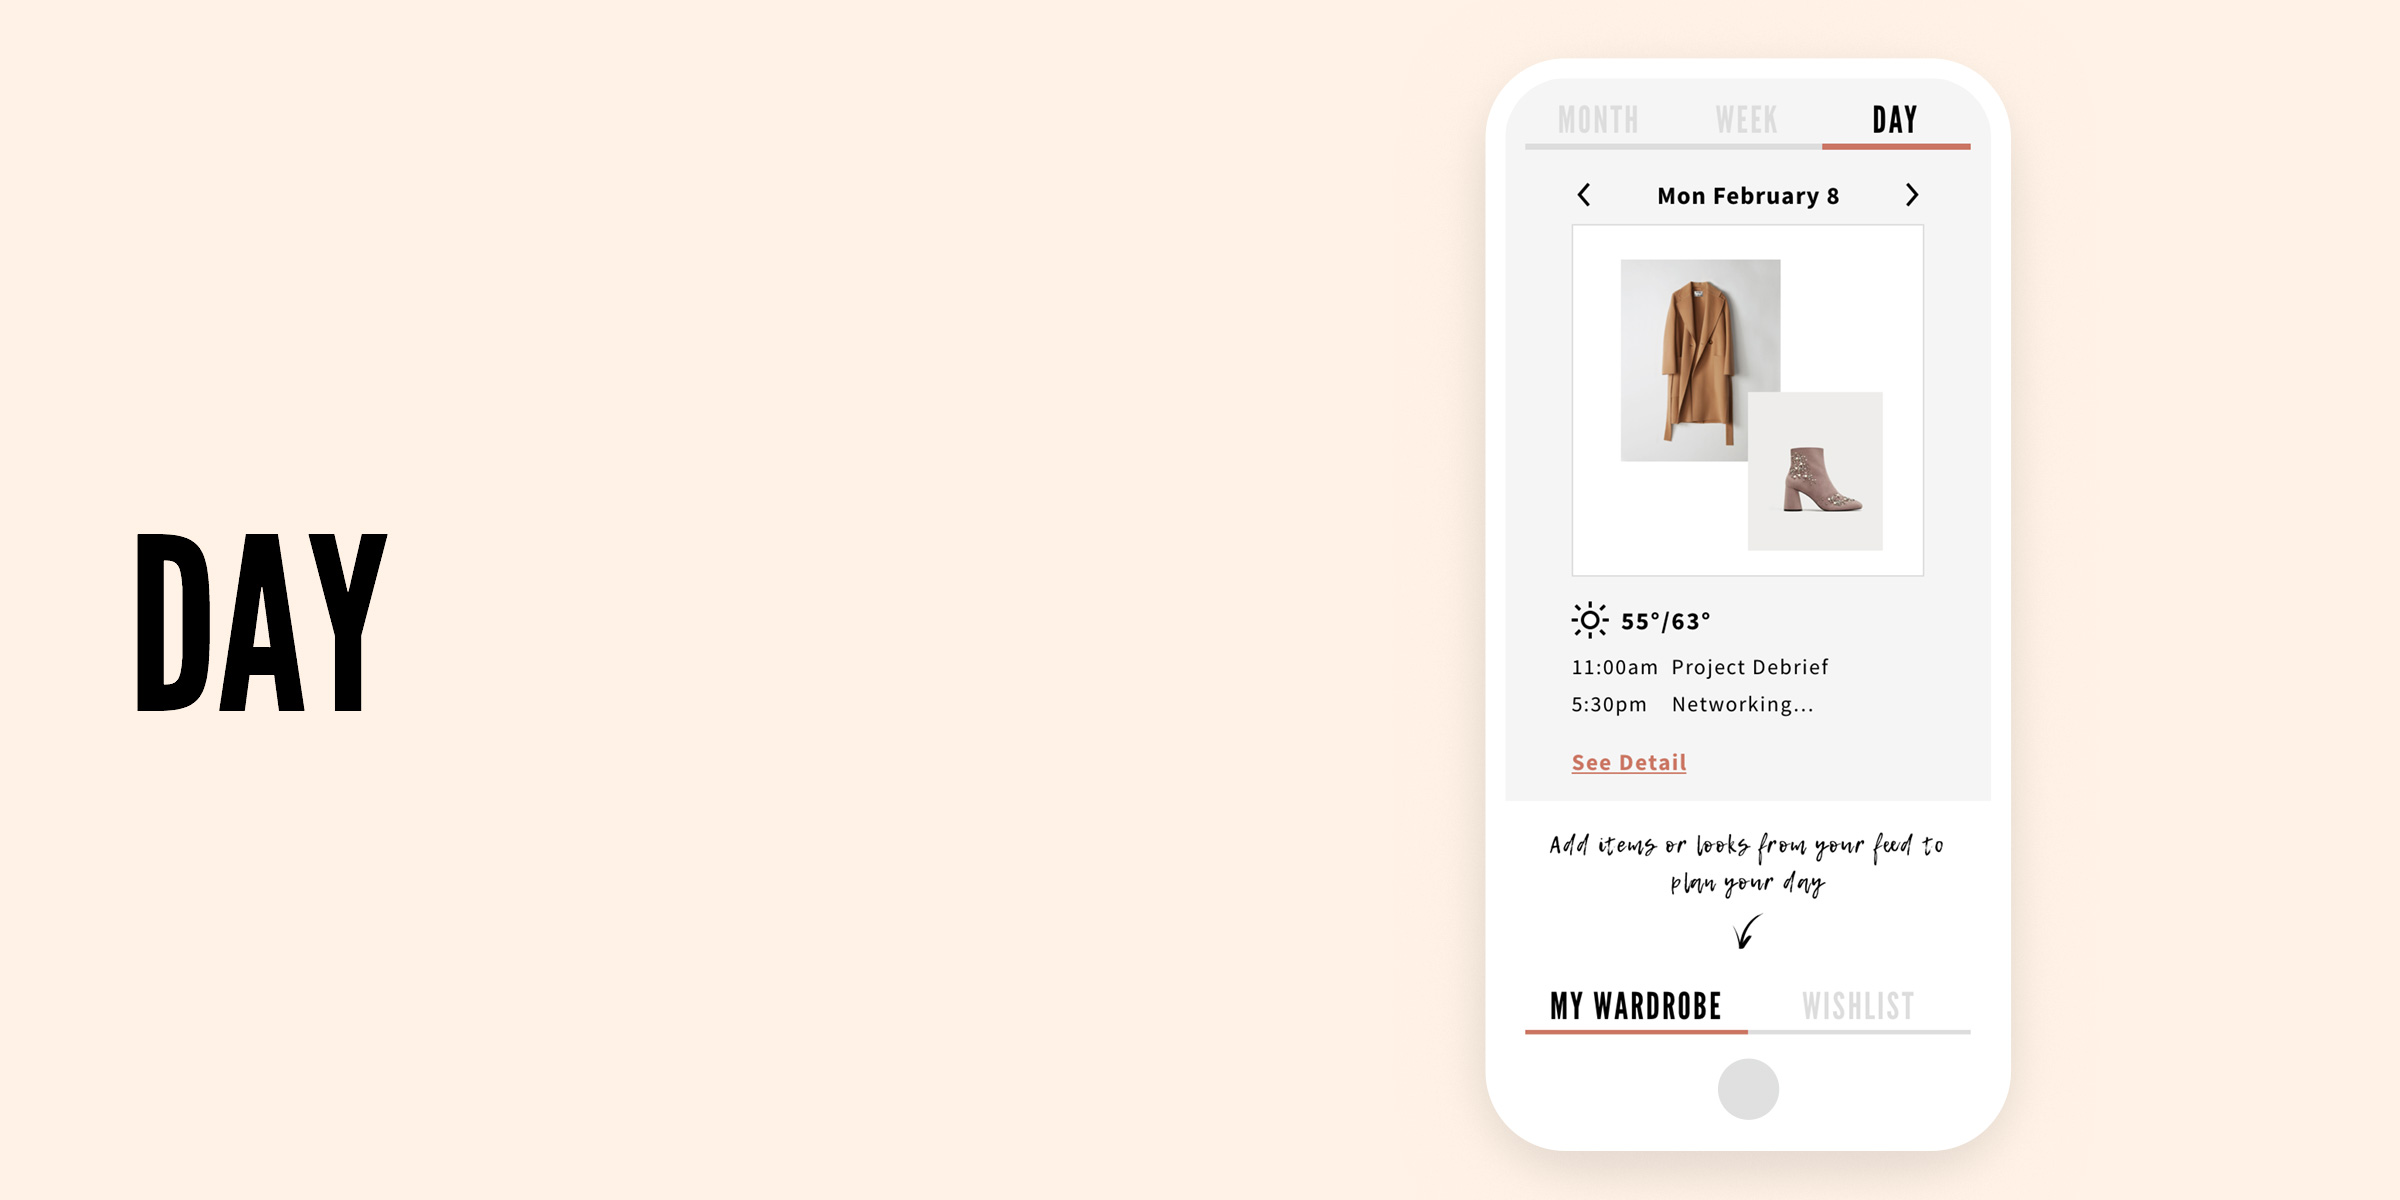 DAY
MONTH WEEK DAY
Mon February 8
55°/63°
11:00am Project Debrief
5:30pm Networking...
See Detail
Add items or looks from your feed to
plan your day
MY WARDROBE WISHLIST